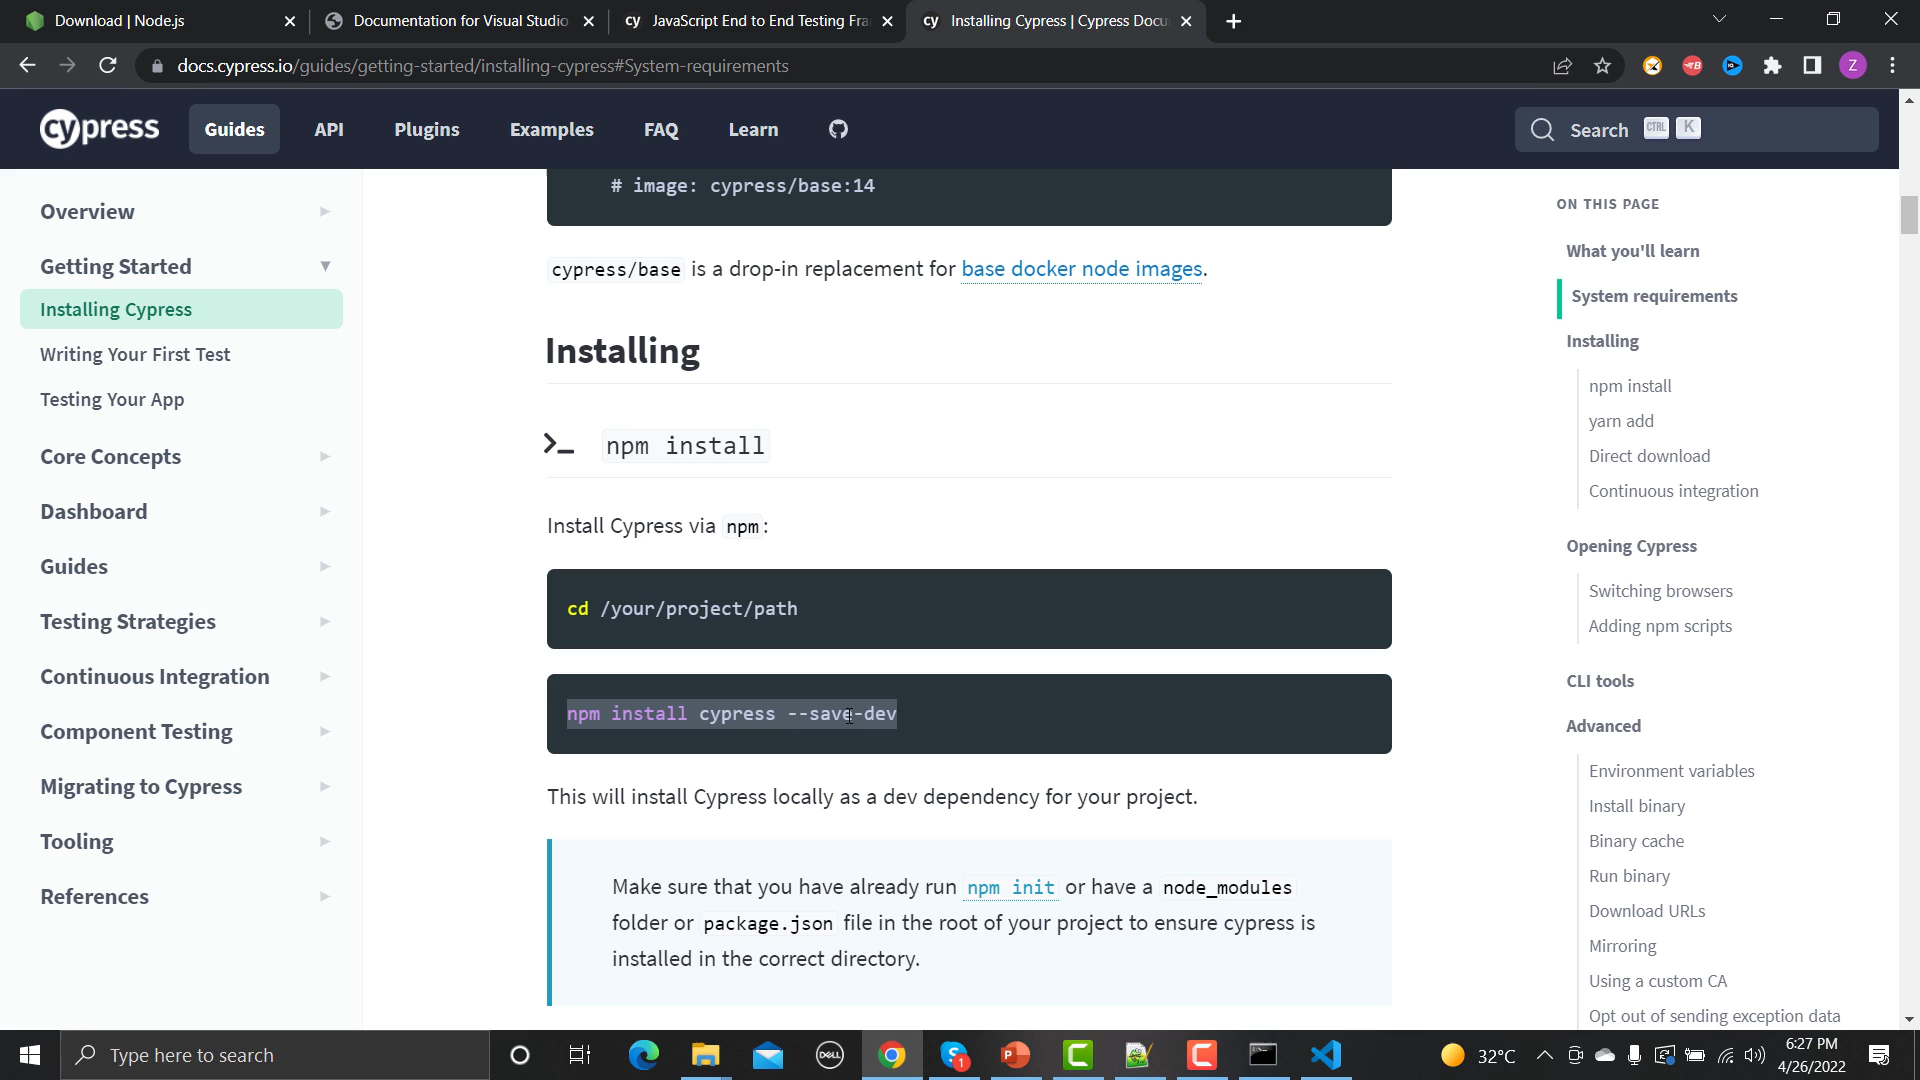 Download | Node.js
Documentation for Visual Studio
JavaScript End to End Testing Fra
Installing Cypress | Cypress Docu
docs.cypress.io/guides/getting-started/installing-cypress#System-requirements
Z
cypress
Guides
API
Plugins
Examples
FAQ
Learn
Search CTRL K
Overview
Getting Started
Installing Cypress
Writing Your First Test
Testing Your App
Core Concepts
Dashboard
Guides
Testing Strategies
Continuous Integration
Component Testing
Migrating to Cypress
Tooling
References
# image: cypress/base:14
cypress/base is a drop-in replacement for base docker node images.
Installing
npm install
Install Cypress via npm:
cd /your/project/path
npm install cypress --save-dev
This will install Cypress locally as a dev dependency for your project.
Make sure that you have already run npm init or have a node_modules
folder or package.json file in the root of your project to ensure cypress is
installed in the correct directory.
ON THIS PAGE
What you'll learn
System requirements
Installing
npm install
yarn add
Direct download
Continuous integration
Opening Cypress
Switching browsers
Adding npm scripts
CLI tools
Advanced
Environment variables
Install binary
Binary cache
Run binary
Download URLs
Mirroring
Using a custom CA
Opt out of sending exception data
Type here to search
DELL
32°C
6:27 PM
4/26/2022